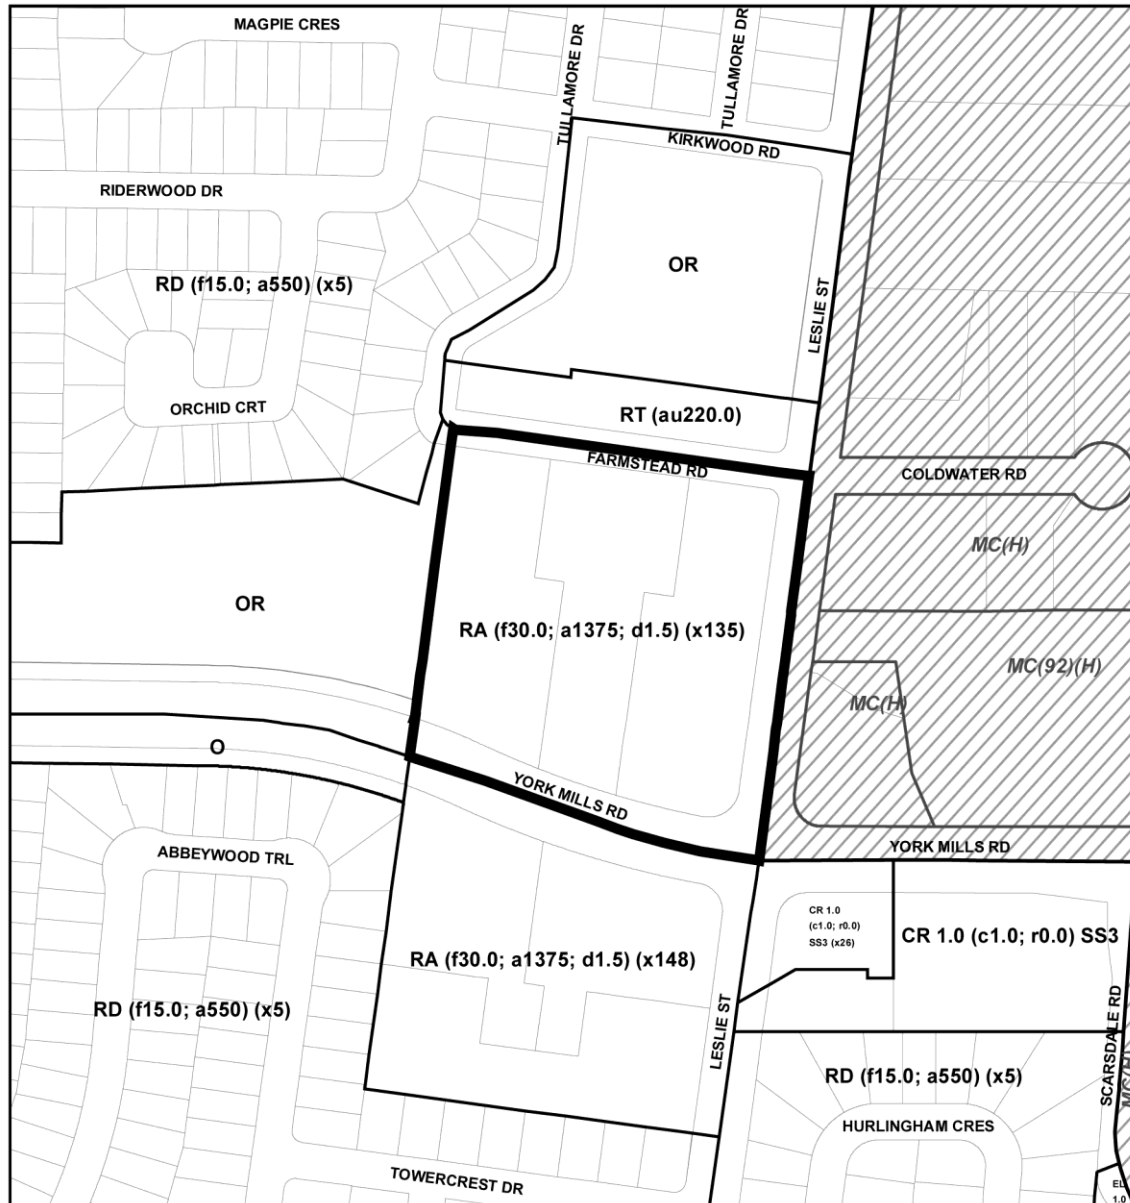 MAGPIE CRES
TULLAMORE DR
TULLAMORE DR
KIRKWOOD RD
RIDERWOOD DR
OR
RD (f15.0; a550) (x5)
LESLIE ST
ORCHID CRT
RT (au220.0)
FARMSTEAD RD
COLDWATER RD
MC(H)
OR
RA (f30.0; a1375; d1.5) (x135)
MC(92)(H)
MC(H)
O
YORK MILLS RD
YORK MILLS RD
ABBEYWOOD TRL
CR 1.0
(c1.0; r0.0)
SS3 (x26)
CR 1.0 (c1.0; r0.0) SS3
RA (f30.0; a1375; d1.5) (x148)
RD (f15.0; a550) (x5)
LESLIE ST
SCARSDALE RD
MC(H)
RD (f15.0; a550) (x5)
HURLINGHAM CRES
TOWERCREST DR
1.0